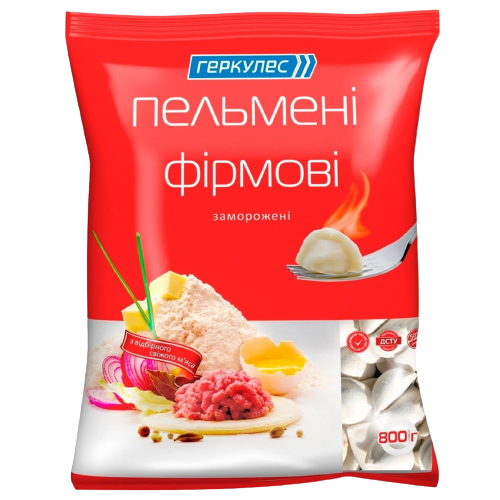 ГЕРКУЛЕС
пельмені
фірмові
заморожені
з відбірного
свіжого м'яса
ДСТУ
800 г